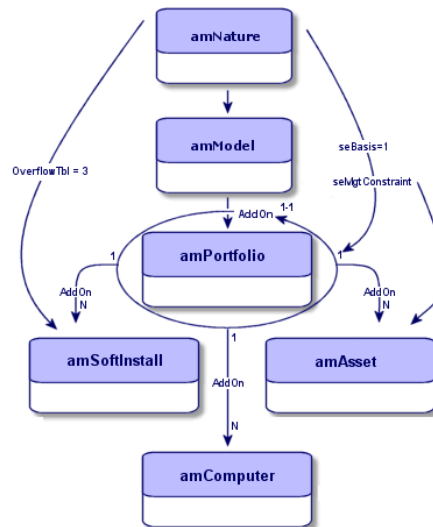 amNature
amModel
OverflowTbl = 3
seBasis=1
seMgtConstraint
AddOn
1-1
1
amPortfolio
1
AddOn
N
AddOn
N
1
amSoftInstall
amAsset
AddOn
N
amComputer